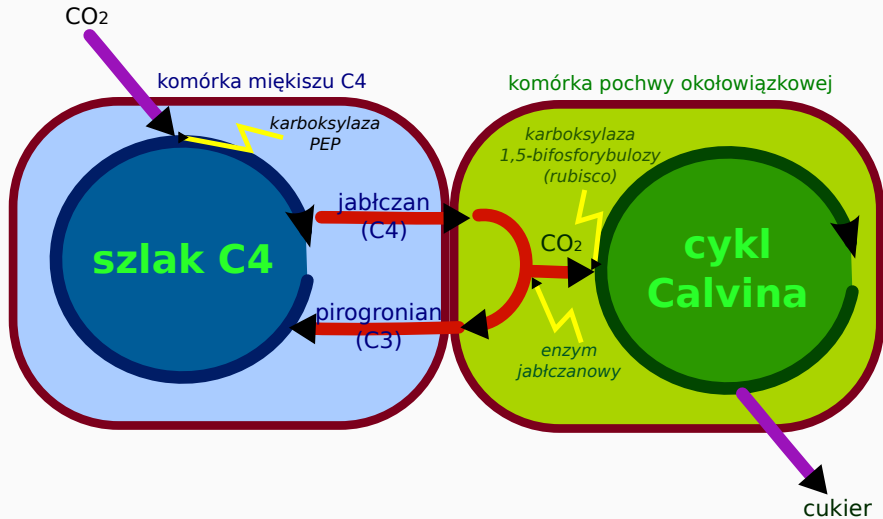 CO2
komórka miękiszu C4
komórka pochwy okołowiązkowej
karboksylaza
PEP
karboksylaza
1,5-bifosforybulozy
(rubisco)
jabłczan
(C4)
szlak C4
CO2
cykl
Calvina
pirogronian
(C3)
enzym
jabłczanowy
cukier